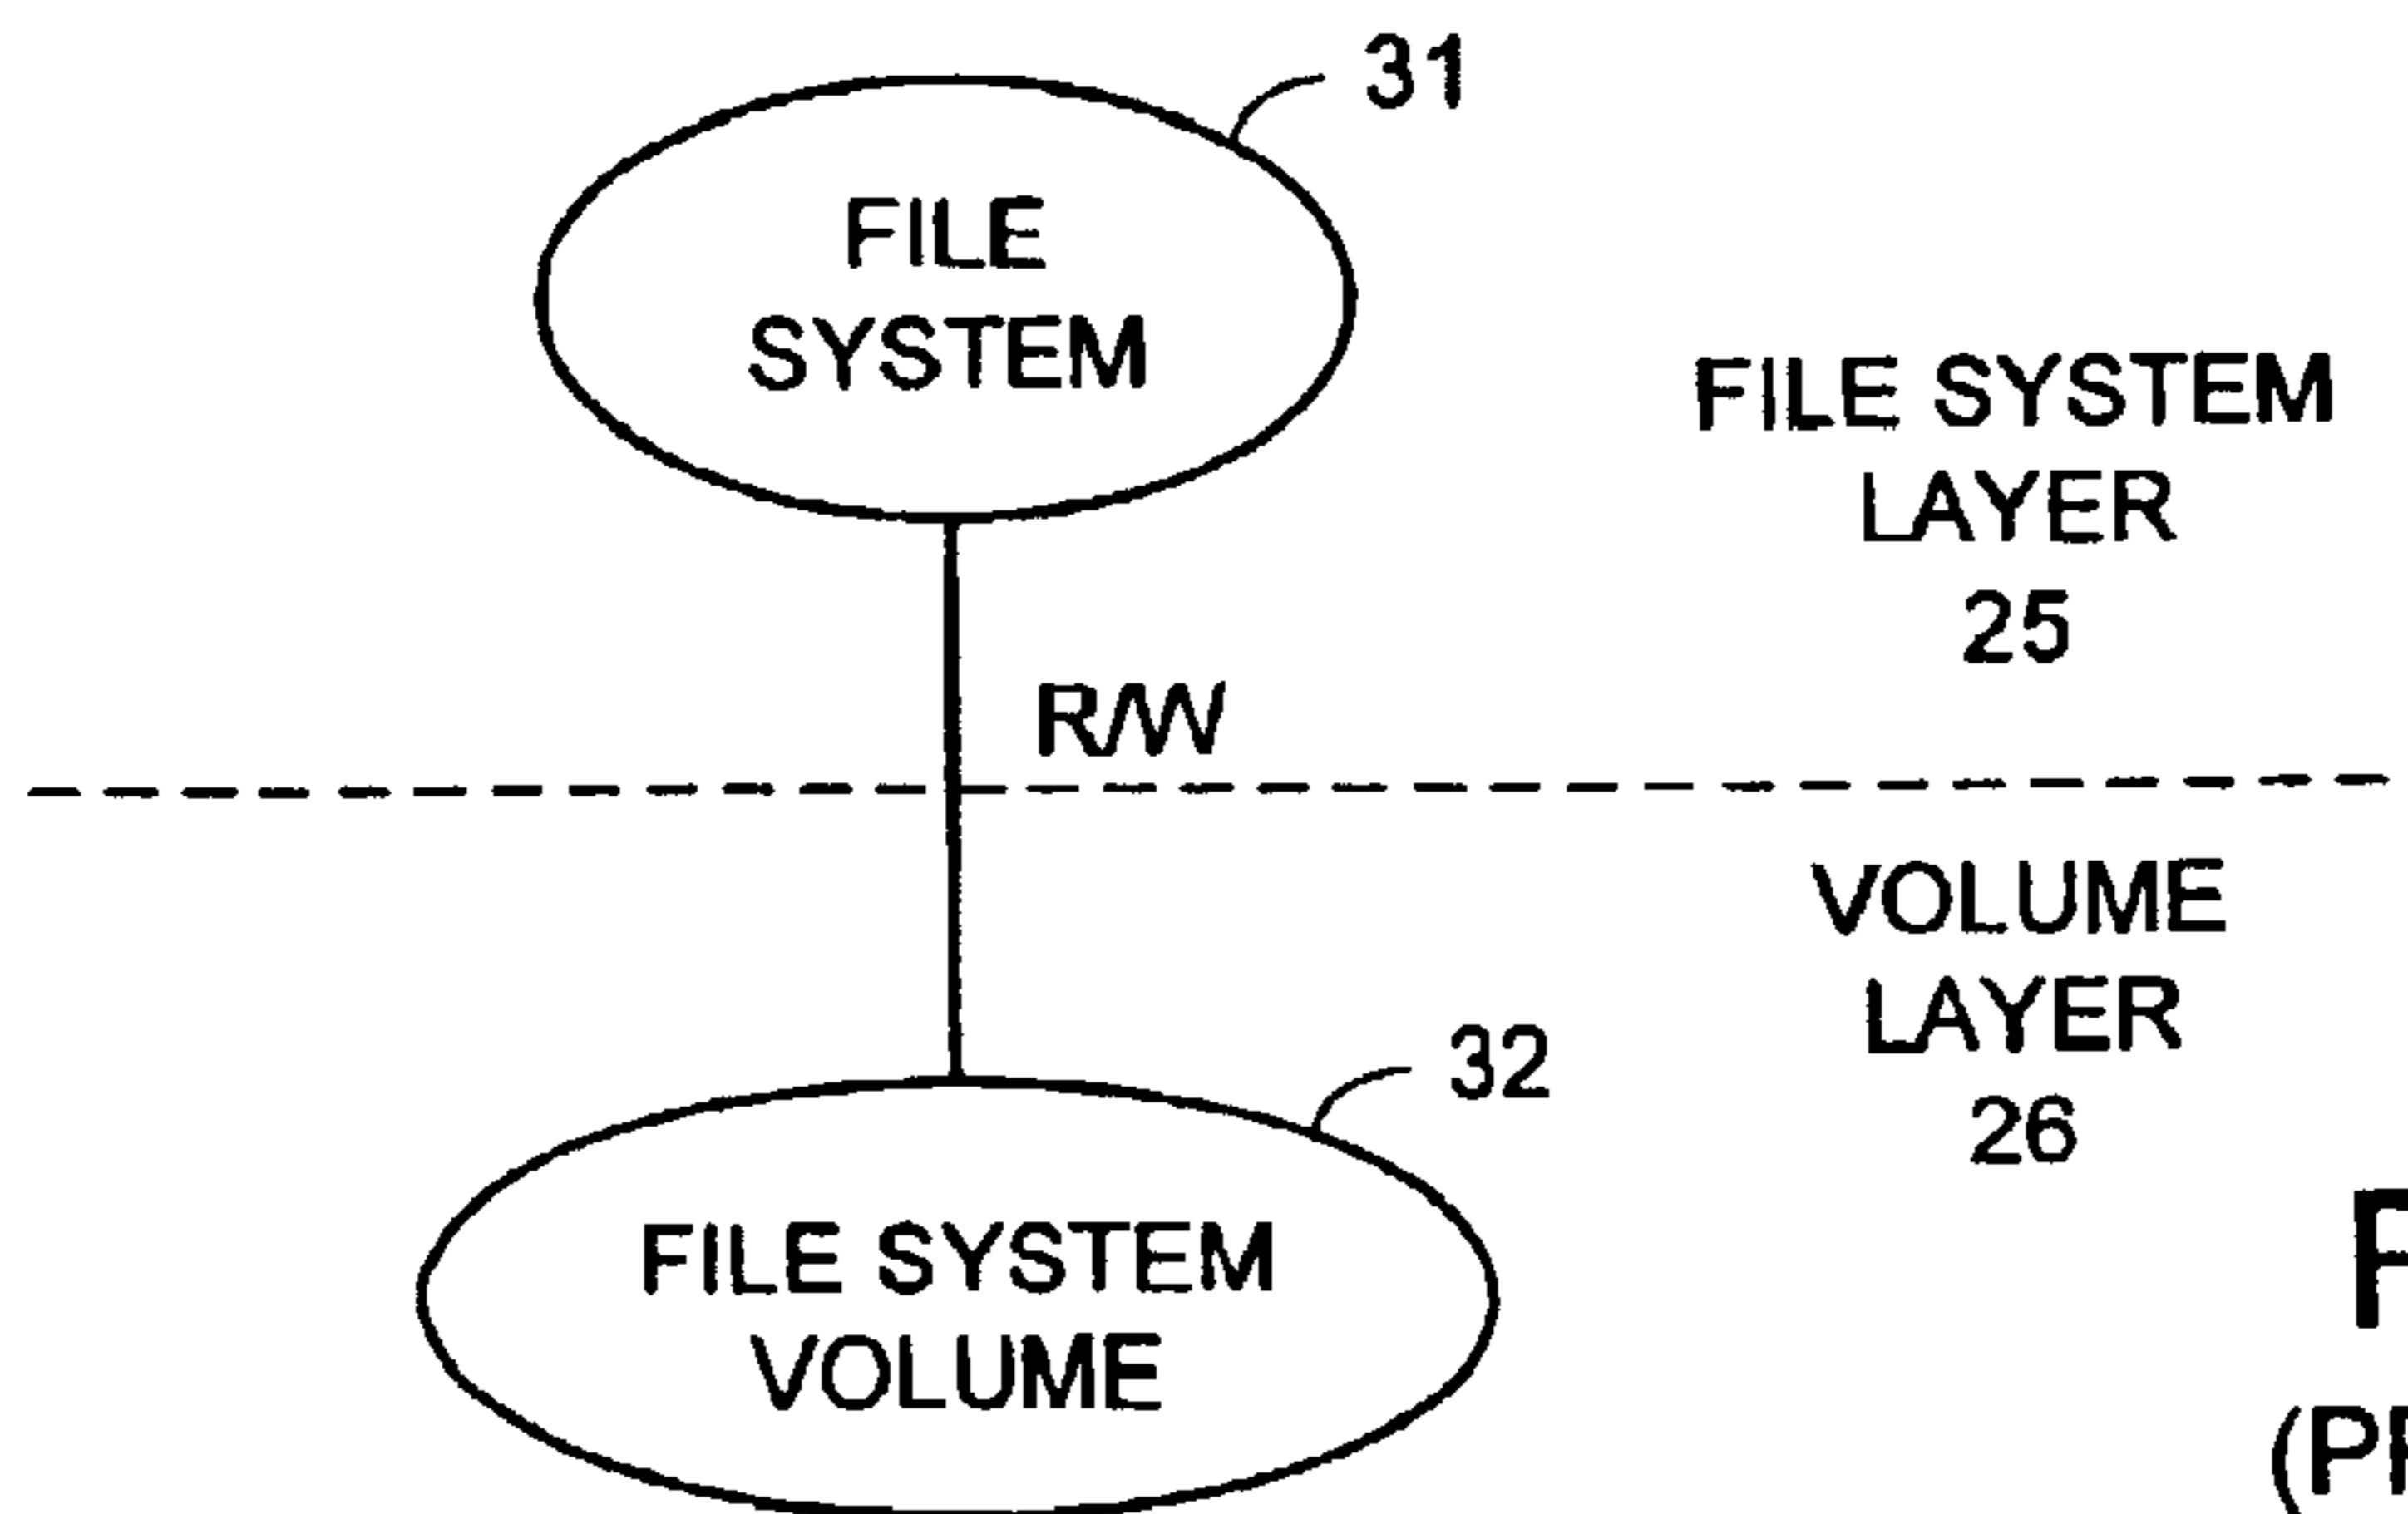 31
FILE
SYSTEM
FILE SYSTEM
LAYER
25
R/W
VOLUME
LAYER
26
32
FILE SYSTEM
VOLUME